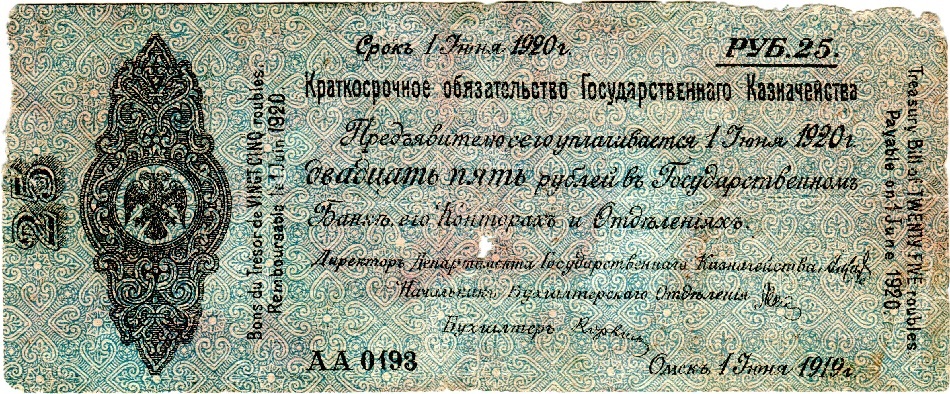 25
Bons du Tresor de VINGT CINQ roubles.
Remboursable le 1 Juin 1920
Срокъ 1 Іюня 1920 г.
РУБ. 25.
Краткосрочное обязательство Государственнаго Казначейства
Предъявителю сего уплачивается 1 Іюня 1920 г
двадцать пять рублей въ Государственномъ
Банкѣ, его Конторахъ и Отдѣленіяхъ.
Директоръ Департамента Государственнаго Казначейства
Начальникъ Бухгалтерскаго Отдѣленія
Бухгалтеръ
АА 0193
Омскъ 1 Іюня 1919 г
Treasury Bill of TWENTY FIVE roubles
Payable on 1 June 1920.